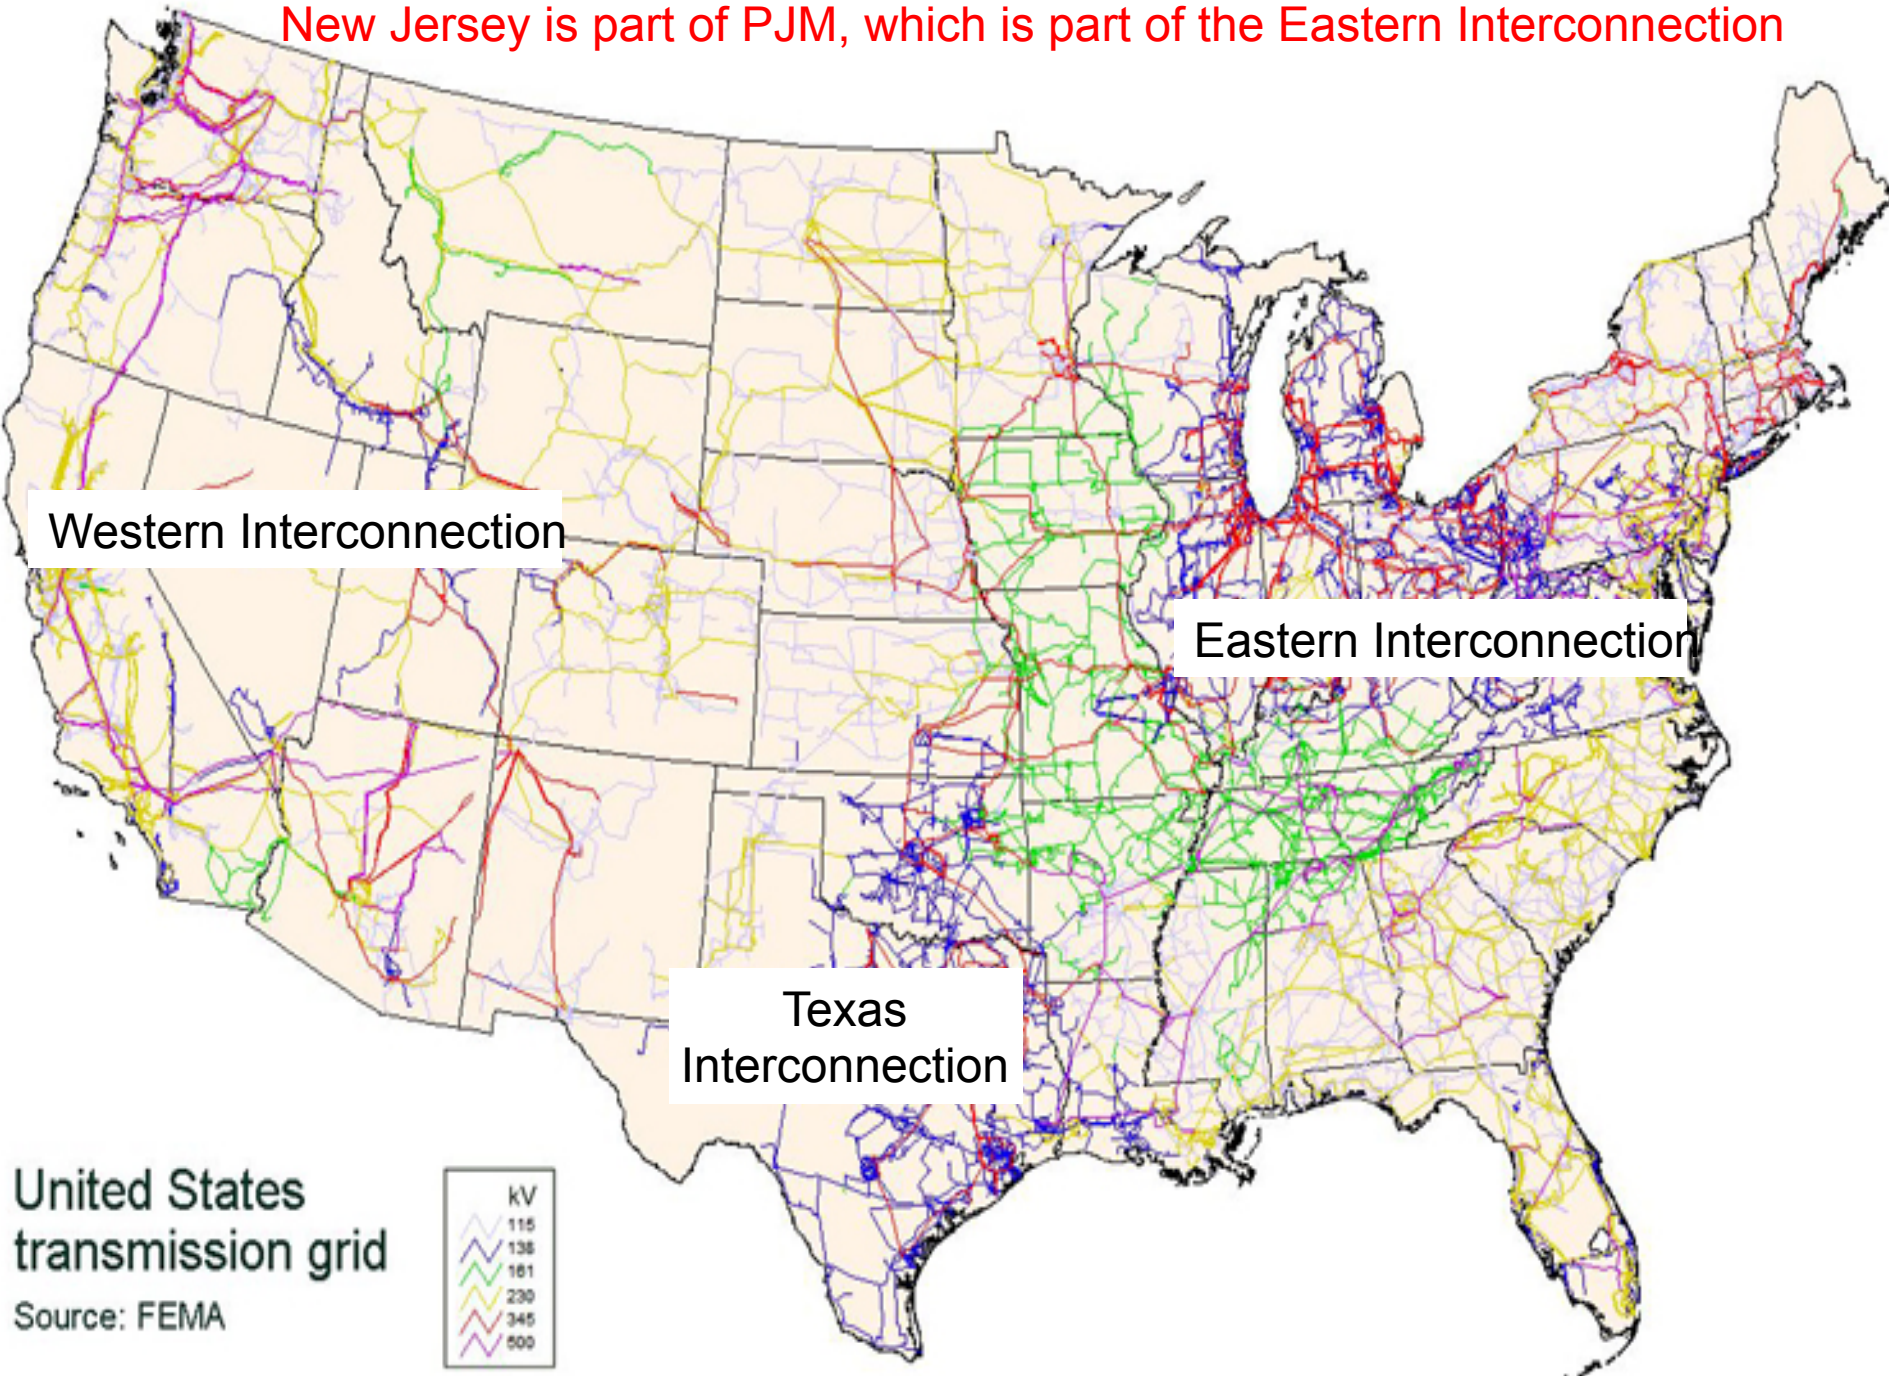 New Jersey is part of PJM, which is part of the Eastern Interconnection
Western Interconnection
Eastern Interconnection
Texas
Interconnection
United States
transmission grid
Source: FEMA
kV
115
138
161
230
345
500